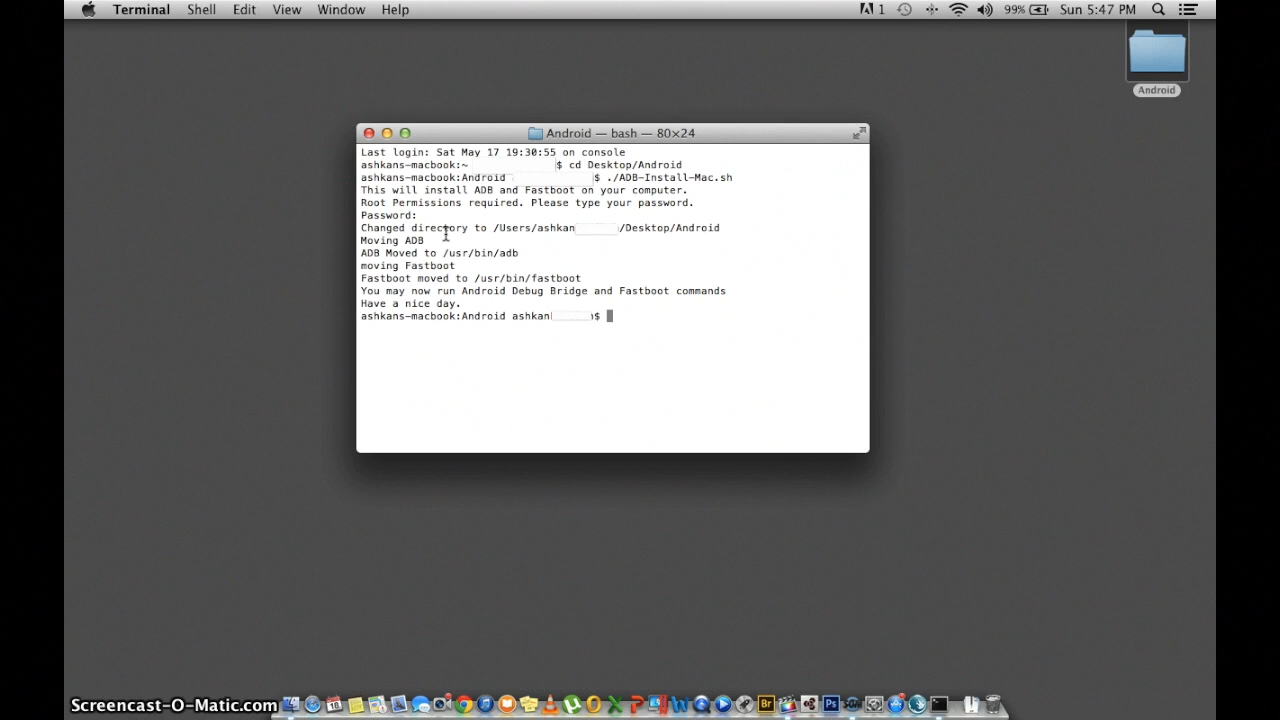 Terminal Shell Edit View Window Help 1 99% Sun 5:47 PM
Android
Android — bash — 80×24
Last login: Sat May 17 19:30:55 on console
ashkans-macbook:~ $ cd Desktop/Android
ashkans-macbook:Android $ ./ADB-Install-Mac.sh
This will install ADB and Fastboot on your computer.
Root Permissions required. Please type your password.
Password:
Changed directory to /Users/ashkan /Desktop/Android
Moving ADB
ADB Moved to /usr/bin/adb
moving Fastboot
Fastboot moved to /usr/bin/fastboot
You may now run Android Debug Bridge and Fastboot commands
Have a nice day.
ashkans-macbook:Android ashkan $
Screencast-O-Matic.com
18 Br Ps